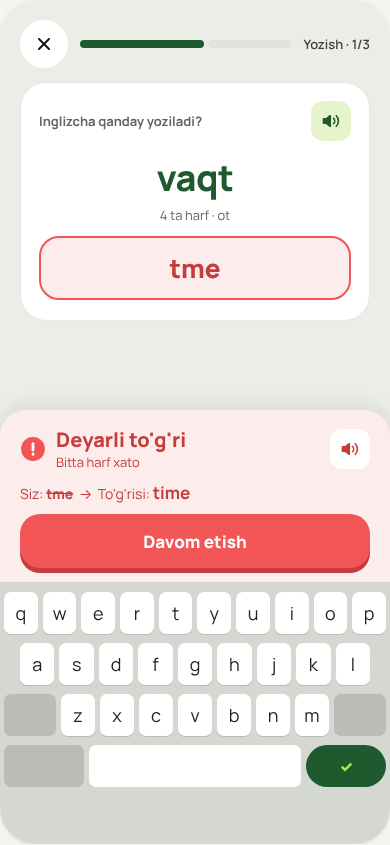 Yozish · 1/3
Inglizcha qanday yoziladi?
vaqt
4 ta harf · ot
tme
Deyarli to'g'ri
Bitta harf xato
Siz: tme → To'g'risi: time
Davom etish
q w e r t y u i o p
a s d f g h j k l
z x c v b n m